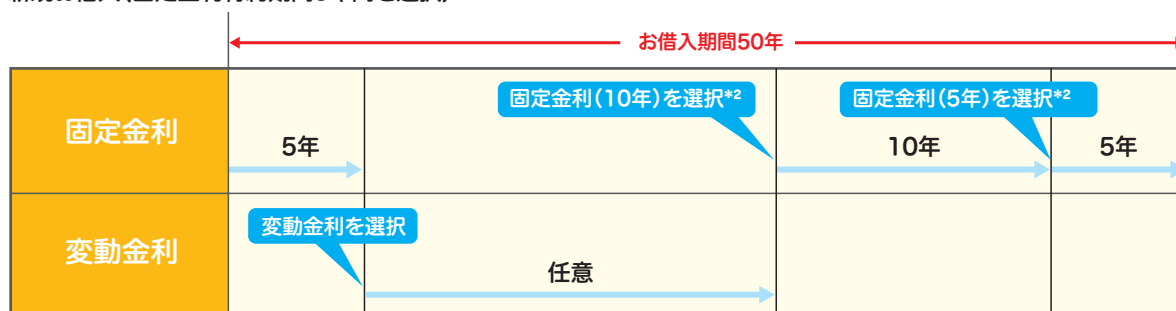 お借入期間50年
固定金利(10年)を選択*2
固定金利(5年)を選択*2
固定金利
5年
10年
5年
変動金利を選択
変動金利
任意